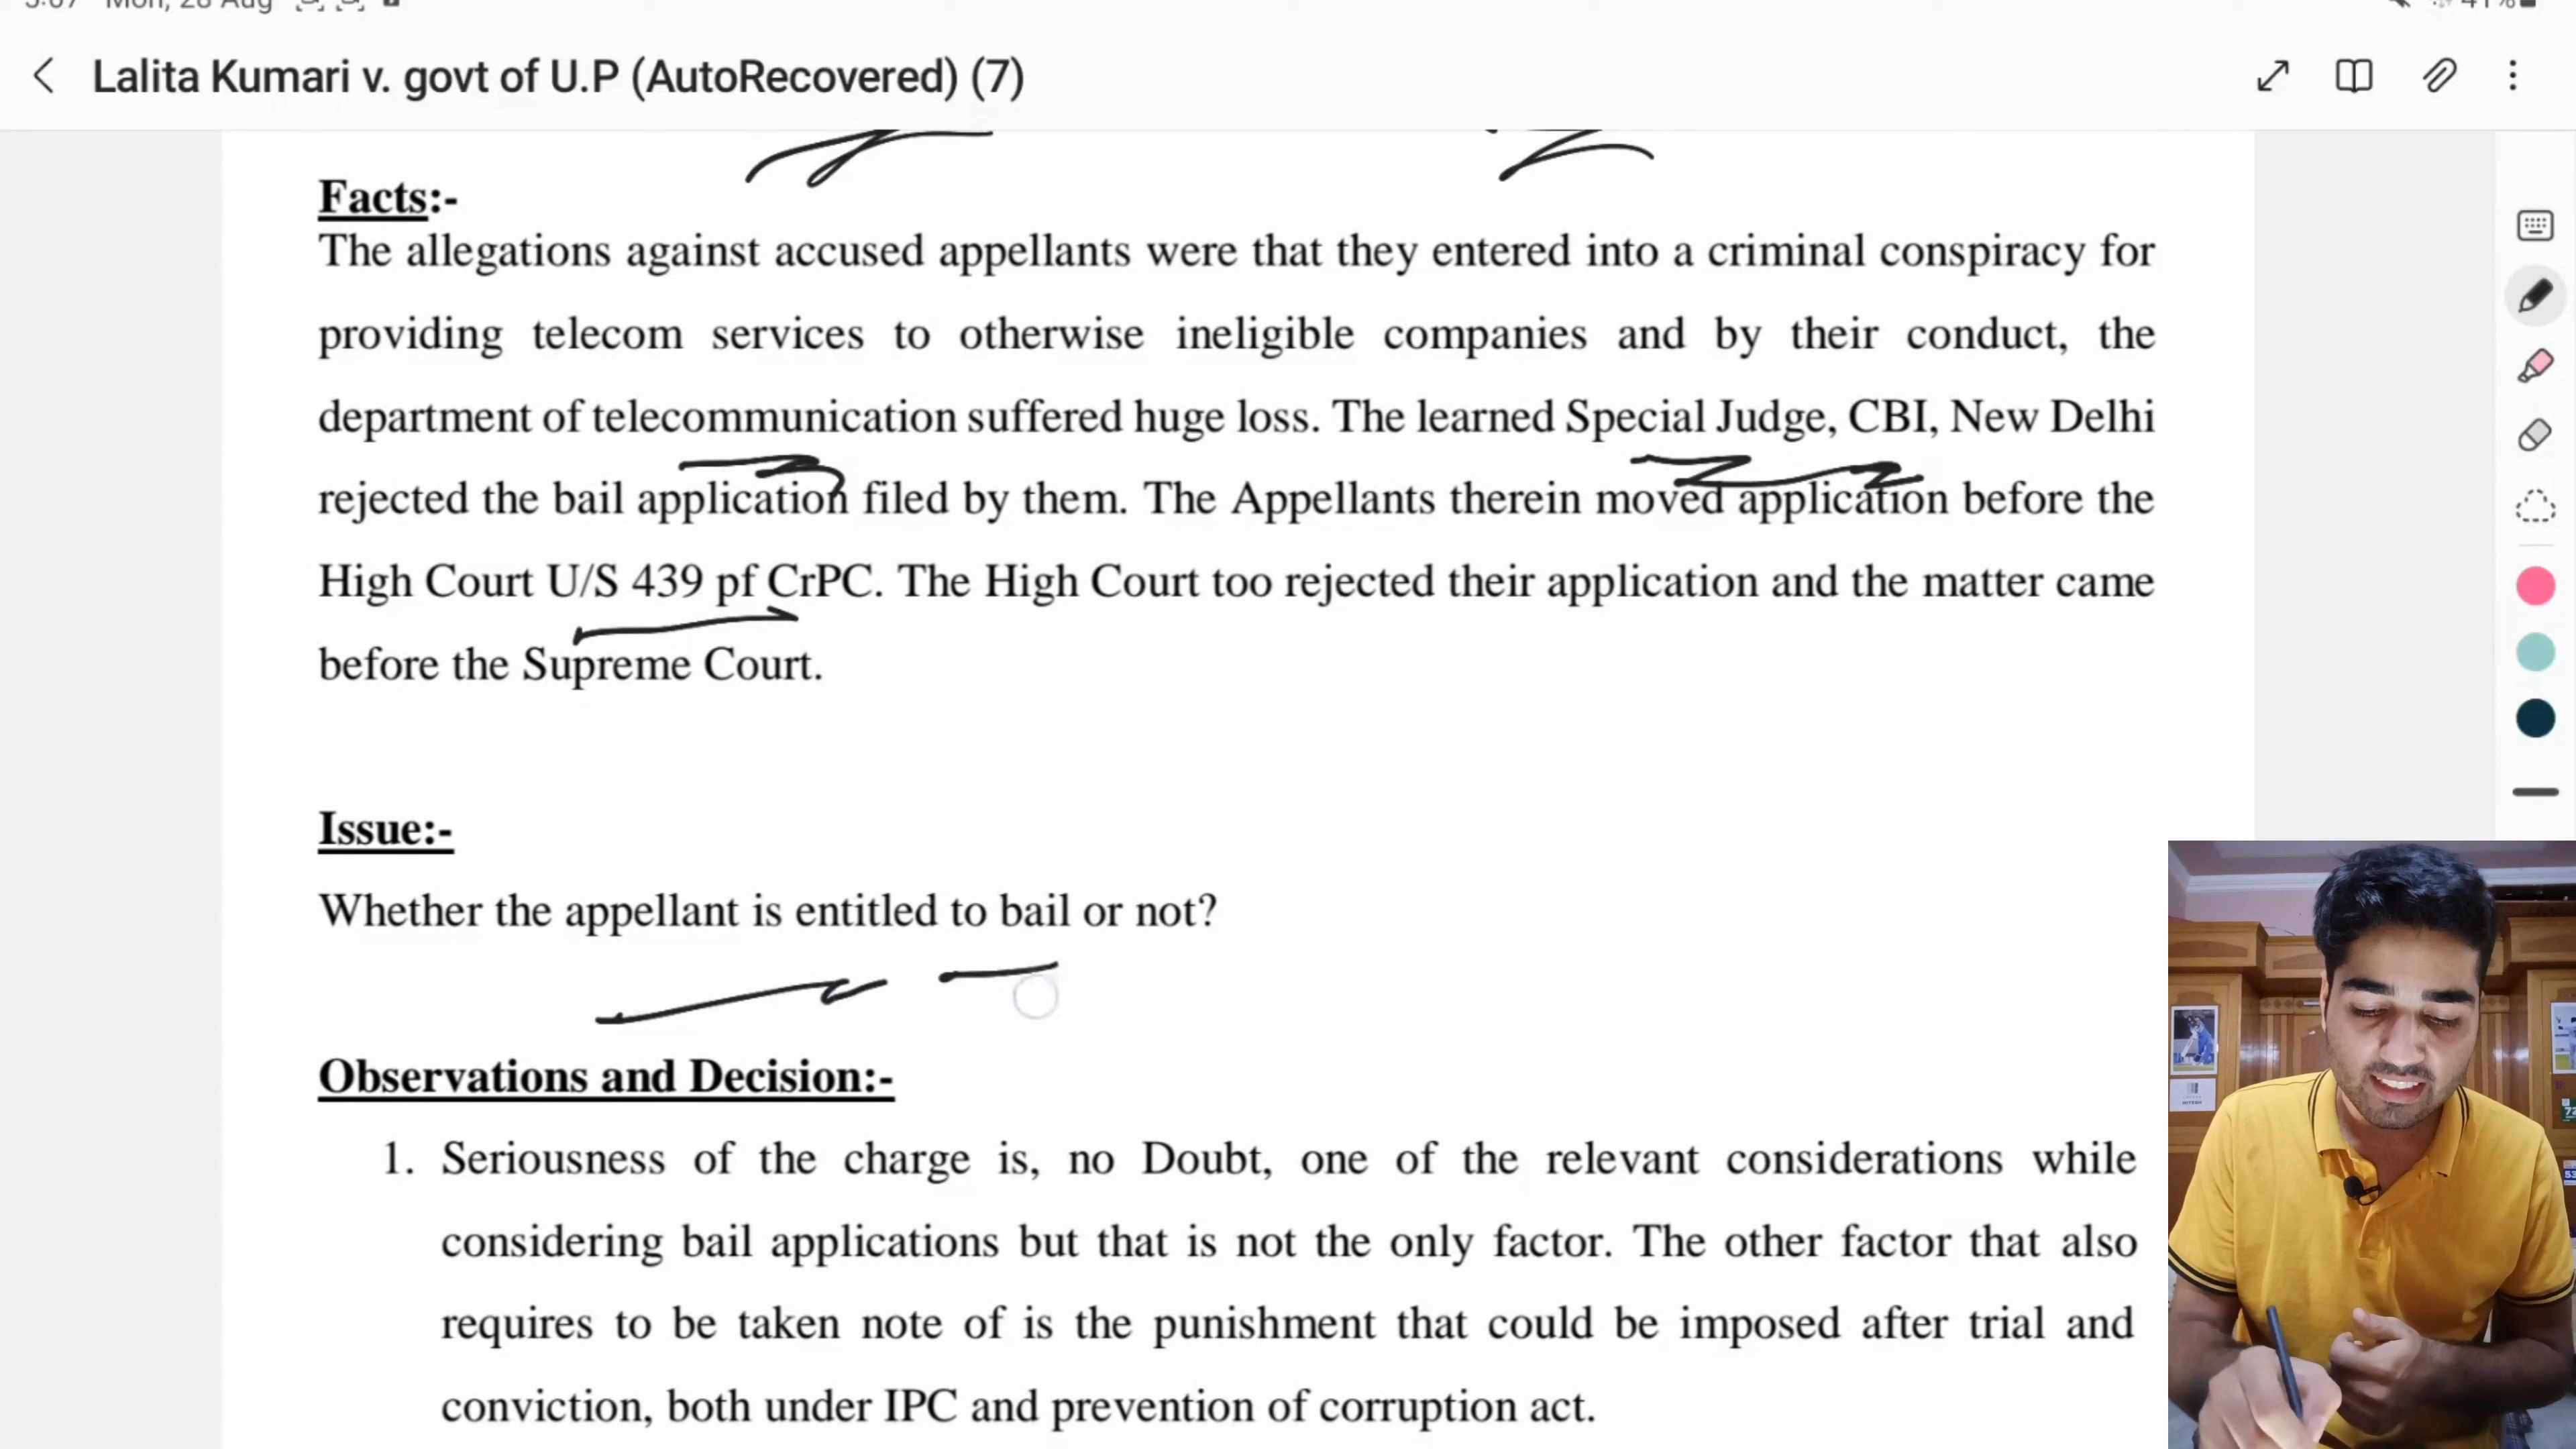 Lalita Kumari v. govt of U.P (AutoRecovered) (7)
Facts:-
The allegations against accused appellants were that they entered into a criminal conspiracy for
providing telecom services to otherwise ineligible companies and by their conduct, the
department of telecommunication suffered huge loss. The learned Special Judge, CBI, New Delhi
rejected the bail application filed by them. The Appellants therein moved application before the
High Court U/S 439 pf CrPC. The High Court too rejected their application and the matter came
before the Supreme Court.
Issue:-
Whether the appellant is entitled to bail or not?
Observations and Decision:-
1. Seriousness of the charge is, no Doubt, one of the relevant considerations while
considering bail applications but that is not the only factor. The other factor that also
requires to be taken note of is the punishment that could be imposed after trial and
conviction, both under IPC and prevention of corruption act.